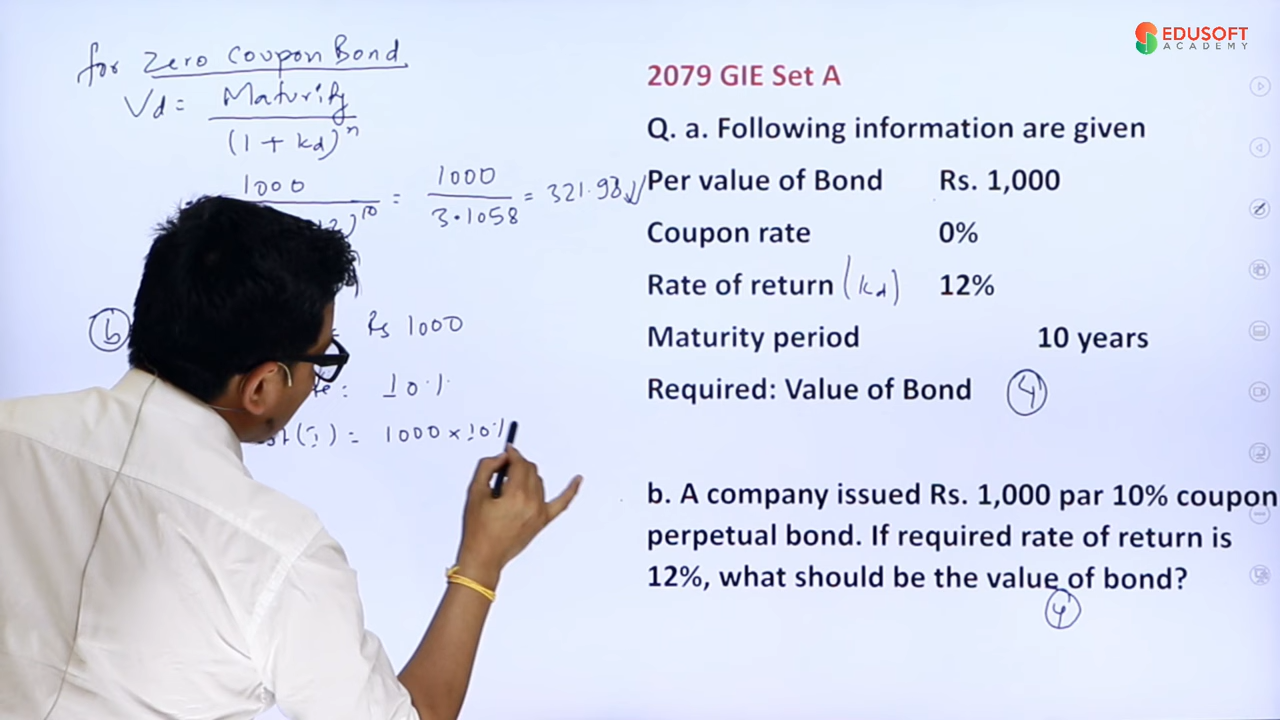 EDUSOFT
ACADEMY
for Zero Coupon Bond
Vd = Maturity
(1 + kd)^n
1000 = 1000 = 321.93
)^10 3.1058
b Rs 1000
: 10%
= 1000 × 10%
2079 GIE Set A
Q. a. Following information are given
Per value of Bond Rs. 1,000
Coupon rate 0%
Rate of return (kd) 12%
Maturity period 10 years
Required: Value of Bond 4
b. A company issued Rs. 1,000 par 10% coupon
perpetual bond. If required rate of return is
12%, what should be the value of bond?
4